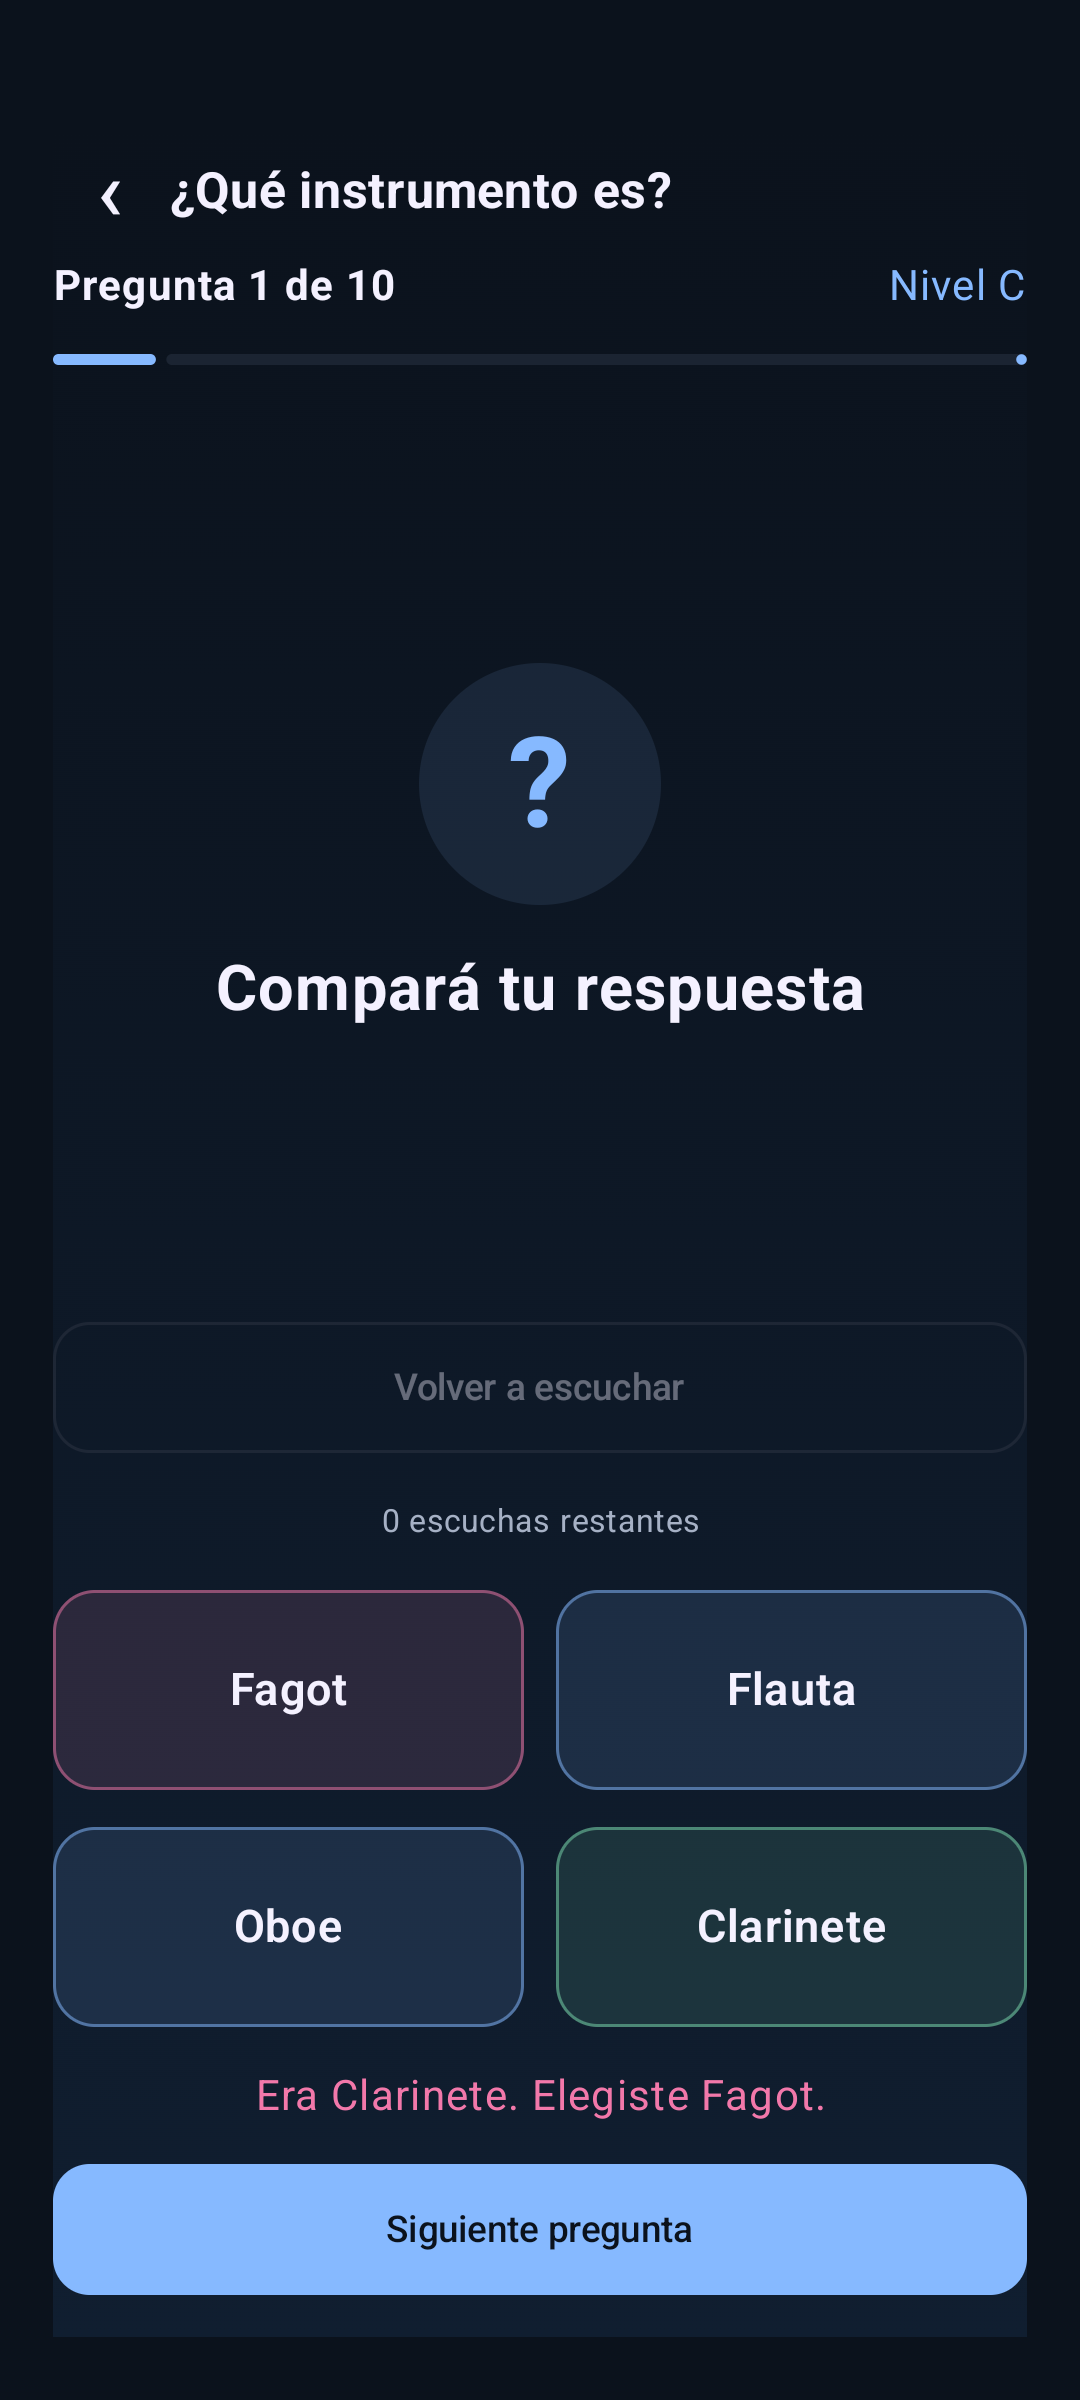 ¿Qué instrumento es?
Pregunta 1 de 10
Nivel C
?
Compará tu respuesta
Volver a escuchar
0 escuchas restantes
Fagot
Flauta
Oboe
Clarinete
Era Clarinete. Elegiste Fagot.
Siguiente pregunta